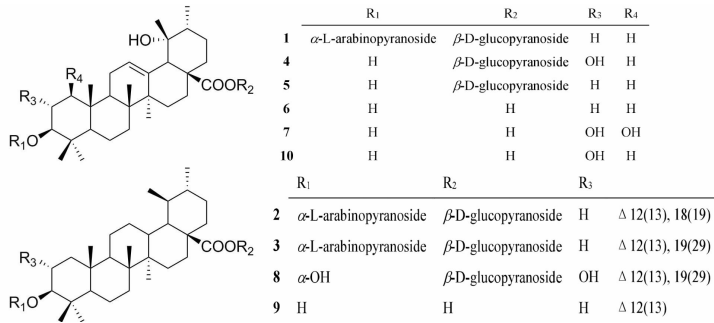 R1 R2 R3 R4
1 α-L-arabinopyranoside β-D-glucopyranoside H H
4 H β-D-glucopyranoside OH H
5 H β-D-glucopyranoside H H
6 H H H H
7 H H OH OH
10 H H OH H
HO
R4
R3
COOR2
R1O
R1 R2 R3
2 α-L-arabinopyranoside β-D-glucopyranoside H Δ 12(13), 18(19)
3 α-L-arabinopyranoside β-D-glucopyranoside H Δ 12(13), 19(29)
8 α-OH β-D-glucopyranoside OH Δ 12(13), 19(29)
9 H H H Δ 12(13)
R3
COOR2
R1O